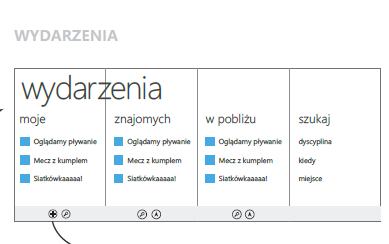 WYDARZENIA
wydarzenia
moje znajomych w pobliżu szukaj
Oglądamy pływanie Oglądamy pływanie Oglądamy pływanie dyscyplina
Mecz z kumplem Mecz z kumplem Mecz z kumplem kiedy
Siatkówkaaaaa! Siatkówkaaaaa! Siatkówkaaaaa! miejsce